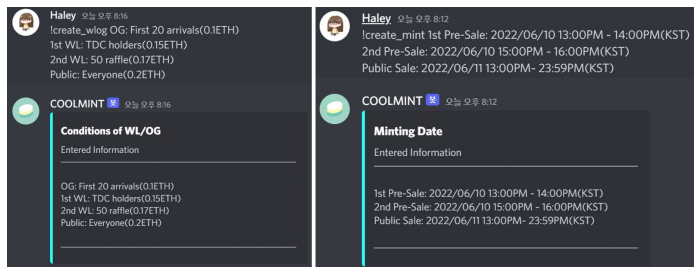 Haley 오늘 오후 8:16
!create_wlog OG: First 20 arrivals(0.1ETH)
1st WL: TDC holders(0.15ETH)
2nd WL: 50 raffle(0.17ETH)
Public: Everyone(0.2ETH)
COOLMINT 봇 오늘 오후 8:16
Conditions of WL/OG
Entered Information
OG: First 20 arrivals(0.1ETH)
1st WL: TDC holders(0.15ETH)
2nd WL: 50 raffle(0.17ETH)
Public: Everyone(0.2ETH)
Haley 오늘 오후 8:12
!create_mint 1st Pre-Sale: 2022/06/10 13:00PM - 14:00PM(KST)
2nd Pre-Sale: 2022/06/10 15:00PM - 16:00PM(KST)
Public Sale: 2022/06/11 13:00PM- 23:59PM(KST)
COOLMINT 봇 오늘 오후 8:12
Minting Date
Entered Information
1st Pre-Sale: 2022/06/10 13:00PM - 14:00PM(KST)
2nd Pre-Sale: 2022/06/10 15:00PM - 16:00PM(KST)
Public Sale: 2022/06/11 13:00PM- 23:59PM(KST)